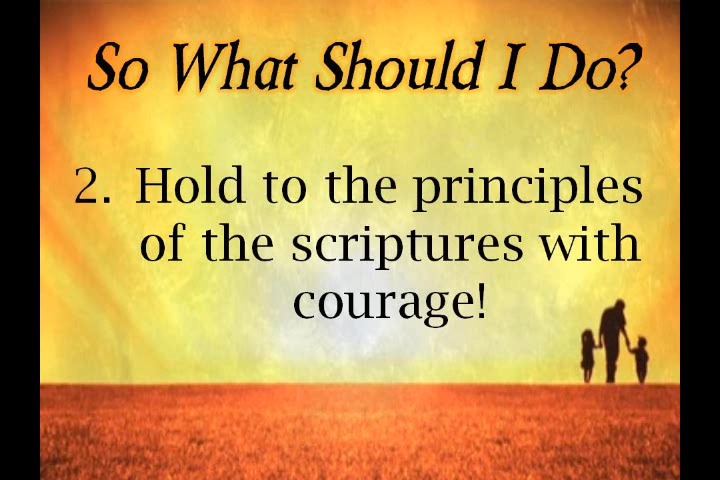 So What Should I Do?
2. Hold to the principles
of the scriptures with
courage!